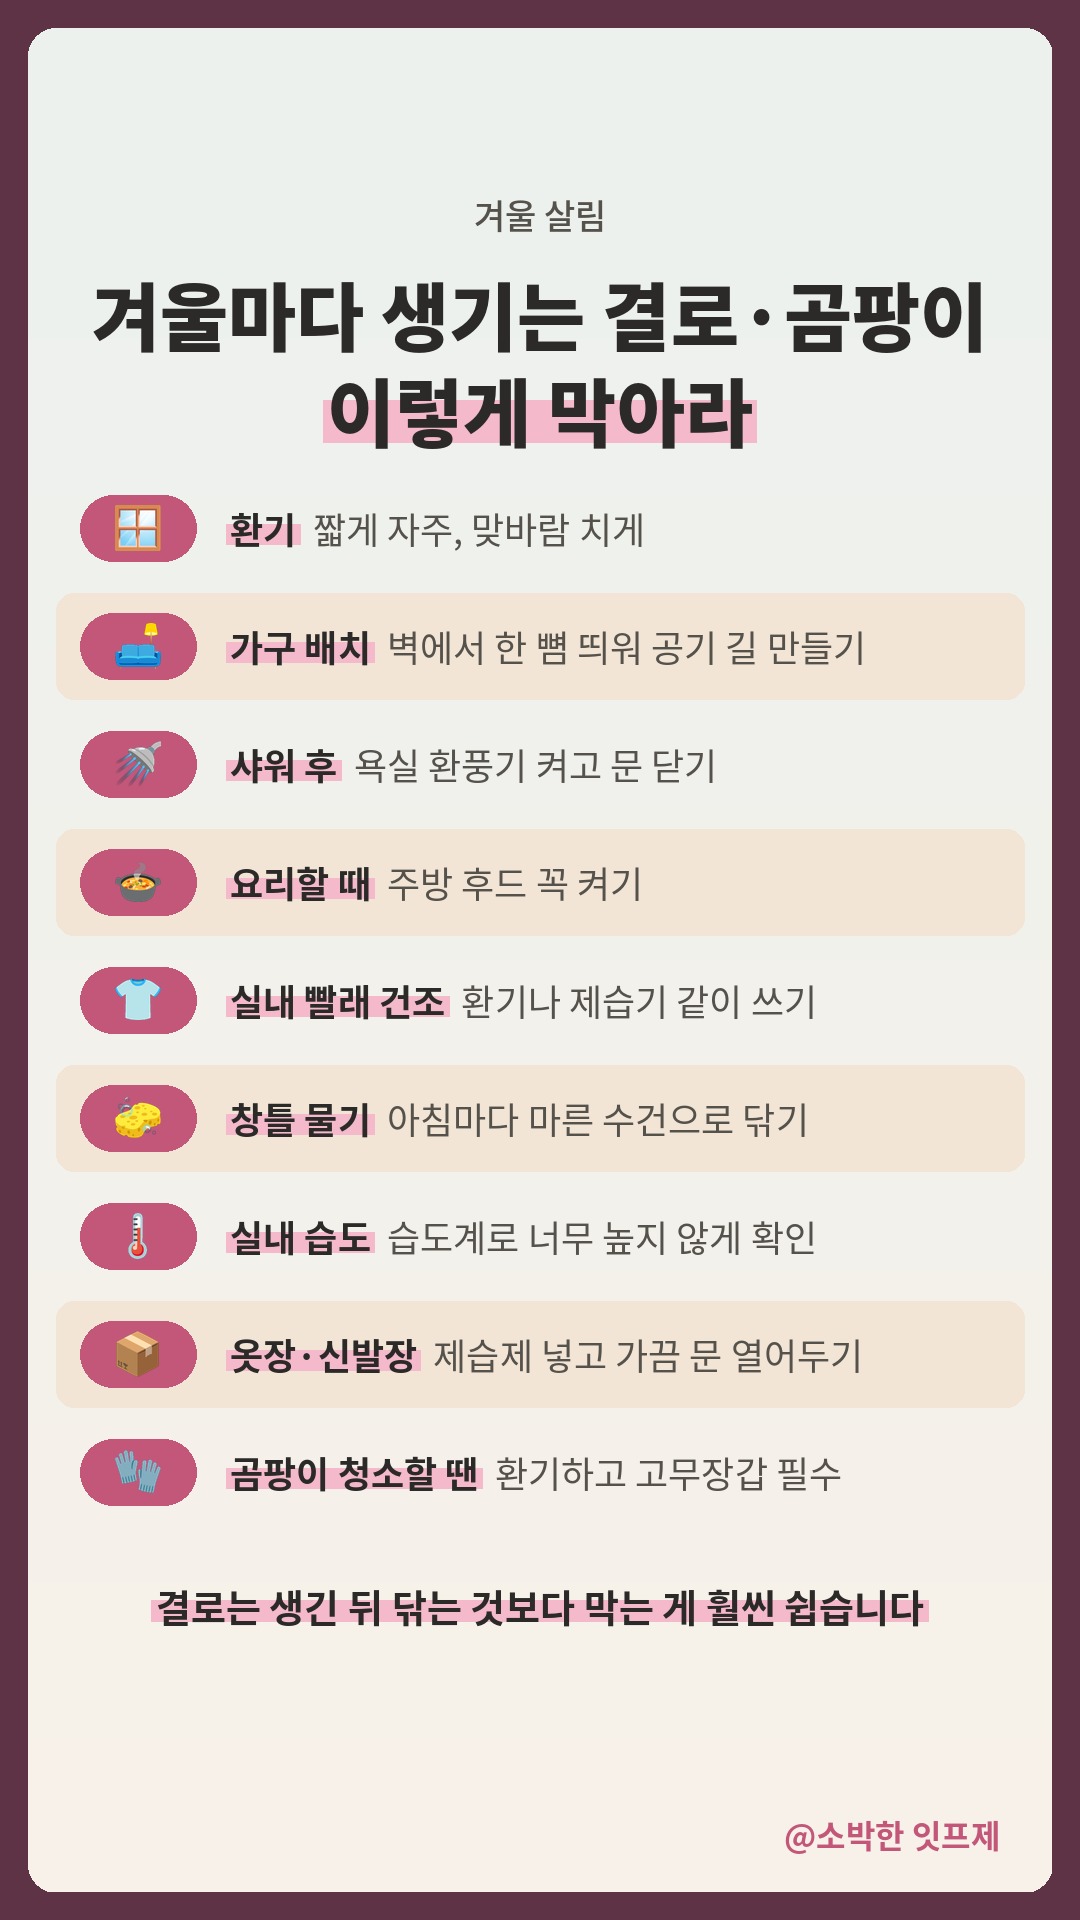 겨울 살림
겨울마다 생기는 결로·곰팡이
이렇게 막아라
환기 짧게 자주, 맞바람 치게
가구 배치 벽에서 한 뼘 띄워 공기 길 만들기
샤워 후 욕실 환풍기 켜고 문 닫기
요리할 때 주방 후드 꼭 켜기
실내 빨래 건조 환기나 제습기 같이 쓰기
창틀 물기 아침마다 마른 수건으로 닦기
실내 습도 습도계로 너무 높지 않게 확인
옷장·신발장 제습제 넣고 가끔 문 열어두기
곰팡이 청소할 땐 환기하고 고무장갑 필수
결로는 생긴 뒤 닦는 것보다 막는 게 훨씬 쉽습니다
@소박한 잇프제